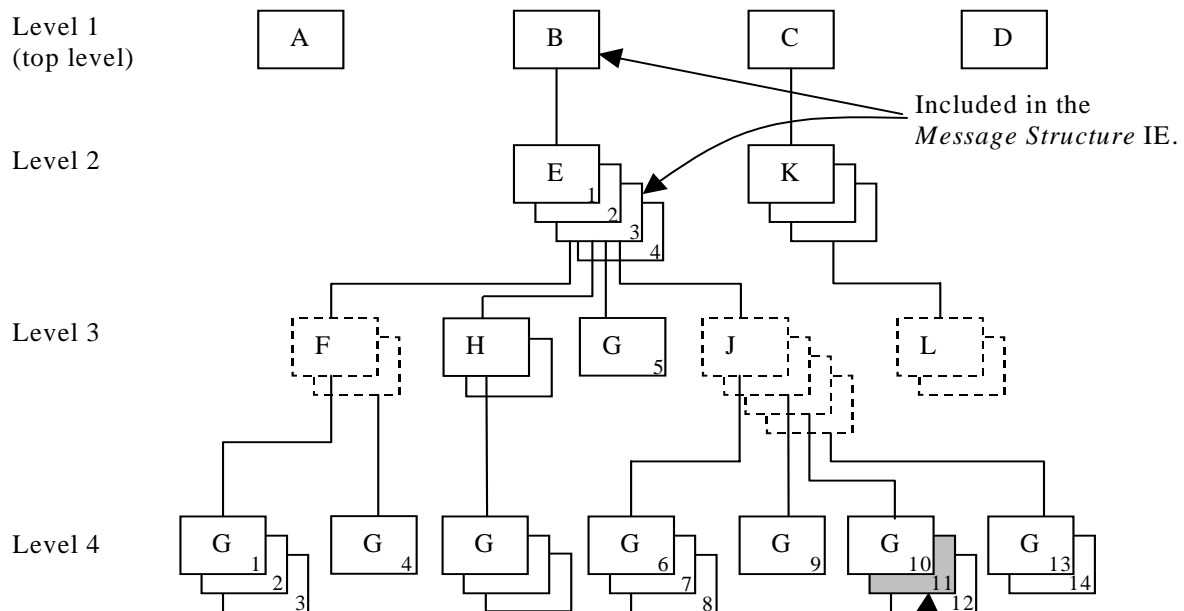 Level 1
(top level)
A
B
C
D
Included in the
Message Structure IE.
Level 2
E
1
2
3
4
K
Level 3
F
H
G
5
J
L
Level 4
G
1
2
3
G
4
G
G
6
7
8
G
9
G
10
11
12
G
13
14